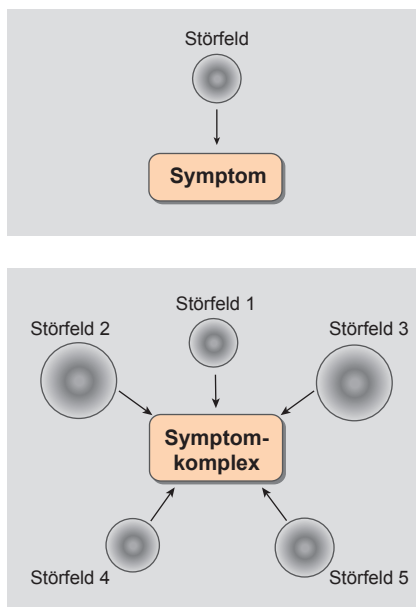 Störfeld
Symptom
Störfeld 1
Störfeld 2
Störfeld 3
Symptom-
komplex
Störfeld 4
Störfeld 5